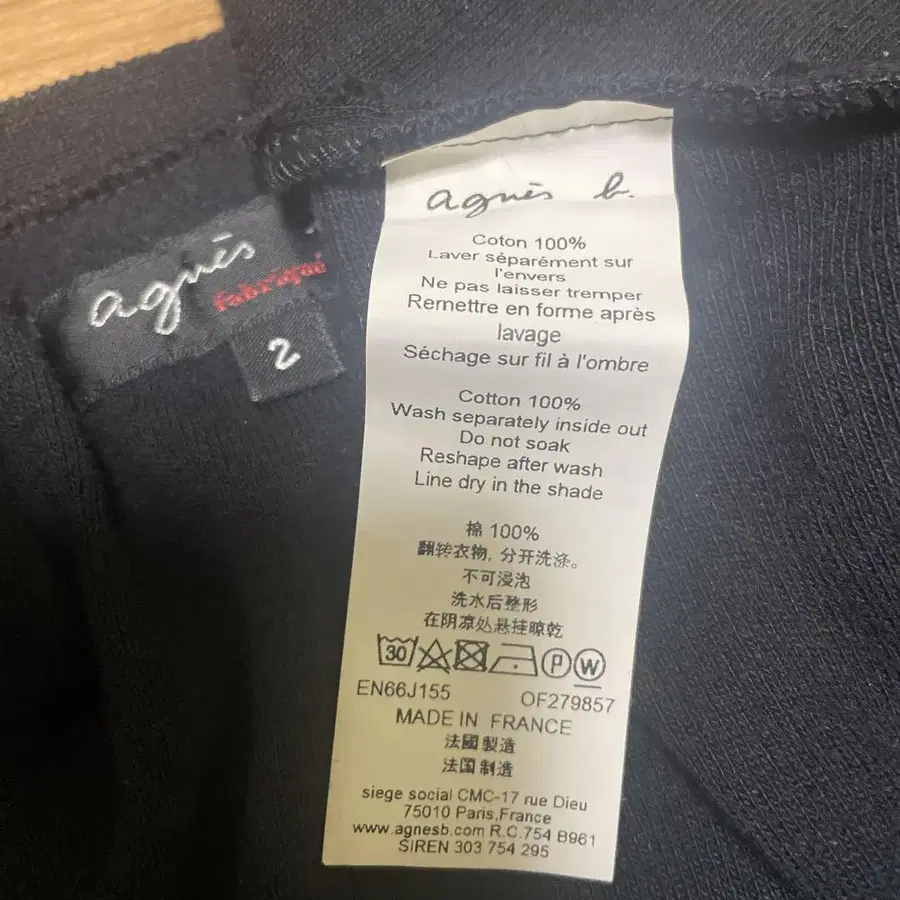 agnès
fabriqué
2
agnès b.
Coton 100%
Laver séparément sur
l'envers
Ne pas laisser tremper
Remettre en forme après
lavage
Séchage sur fil à l'ombre
Cotton 100%
Wash separately inside out
Do not soak
Reshape after wash
Line dry in the shade
棉 100%
翻转衣物, 分开洗涤。
不可浸泡
洗水后整形
在阴凉处悬挂晾乾
30 P W
EN66J155 OF279857
MADE IN FRANCE
法國製造
法国制造
siege social CMC-17 rue Dieu
75010 Paris,France
www.agnesb.com R.C.754 B961
SIREN 303 754 295